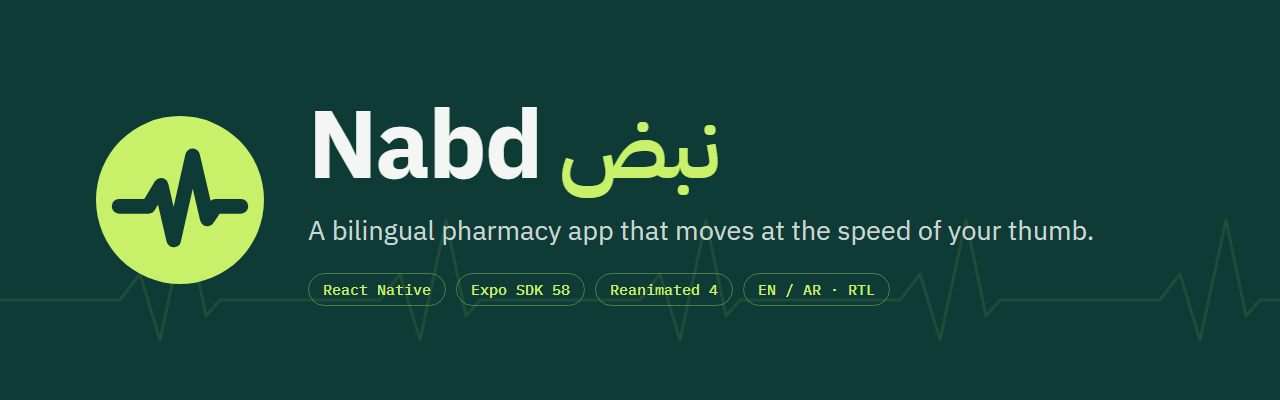 Nabd نبض
A bilingual pharmacy app that moves at the speed of your thumb.
React Native Expo SDK 58 Reanimated 4 EN / AR · RTL